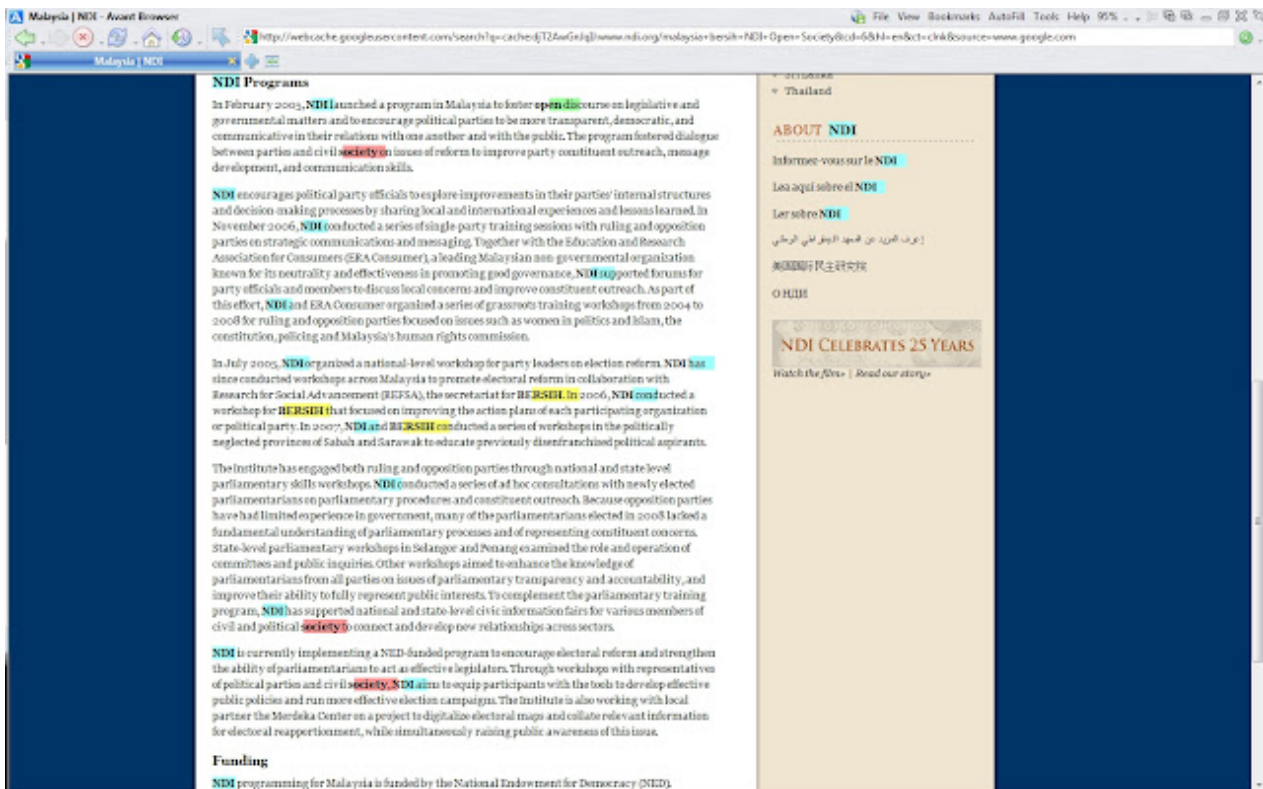 Malaysia | NDI - Avant Browser
File View Bookmarks AutoFill Tools Help 95%
Malaysia | NDI
NDI Programs
In February 2005, NDI launched a program in Malaysia to foster open discourse on legislative and
governmental matters and to encourage political parties to be more transparent, democratic, and
communicative in their relations with one another and with the public. The program fostered dialogue
between parties and civil society on issues of reform to improve party constituent outreach, message
development, and communication skills.
NDI encourages political party officials to explore improvements in their parties' internal structures
and decision-making processes by sharing local and international experiences and lessons learned. In
November 2006, NDI conducted a series of single-party training sessions with ruling and opposition
parties on strategic communications and messaging. Together with the Education and Research
Association for Consumers (ERA Consumer), a leading Malaysian non-governmental organization
known for its neutrality and effectiveness in promoting good governance, NDI supported forums for
party officials and members to discuss local concerns and improve constituent outreach. As part of
this effort, NDI and ERA Consumer organized a series of grassroots training workshops from 2004 to
2008 for ruling and opposition parties focused on issues such as women in politics and Islam, the
constitution, policing and Malaysia's human rights commission.
In July 2005, NDI organized a national-level workshop for party leaders on election reform. NDI has
since conducted workshops across Malaysia to promote electoral reform in collaboration with
Research for Social Advancement (REFSA), the secretariat for BERSIH. In 2006, NDI conducted a
workshop for BERSIH that focused on improving the action plans of each participating organization
or political party. In 2007, NDI and BERSIH conducted a series of workshops in the politically
neglected provinces of Sabah and Sarawak to educate previously disenfranchised political aspirants.
The Institute has engaged both ruling and opposition parties through national and state level
parliamentary skills workshops. NDI conducted a series of ad hoc consultations with newly elected
parliamentarians on parliamentary procedures and constituent outreach. Because opposition parties
have had limited experience in government, many of the parliamentarians elected in 2008 lacked a
fundamental understanding of parliamentary processes and of representing constituent concerns.
State-level parliamentary workshops in Selangor and Penang examined the role and operation of
committees and public inquiries. Other workshops aimed to enhance the knowledge of
parliamentarians from all parties on issues of parliamentary transparency and accountability, and
improve their ability to fully represent public interests. To complement the parliamentary training
program, NDI has supported national and state-level civic information fairs for various members of
civil and political society to connect and develop new relationships across sectors.
NDI is currently implementing a NED-funded program to encourage electoral reform and strengthen
the ability of parliamentarians to act as effective legislators. Through workshops with representatives
of political parties and civil society, NDI aims to equip participants with the tools to develop effective
public policies and run more effective election campaigns. The Institute is also working with local
partner the Merdeka Center on a project to digitalize electoral maps and collate relevant information
for electoral reapportionment, while simultaneously raising public awareness of this issue.
Funding
NDI programming for Malaysia is funded by the National Endowment for Democracy (NED).
Sri Lanka
Thailand
ABOUT NDI
Informez-vous sur le NDI
Lea aquí sobre el NDI
Ler sobre NDI
美国国际民主研究院
О НДИ
NDI CELEBRATES 25 YEARS
Watch the film» | Read our story»